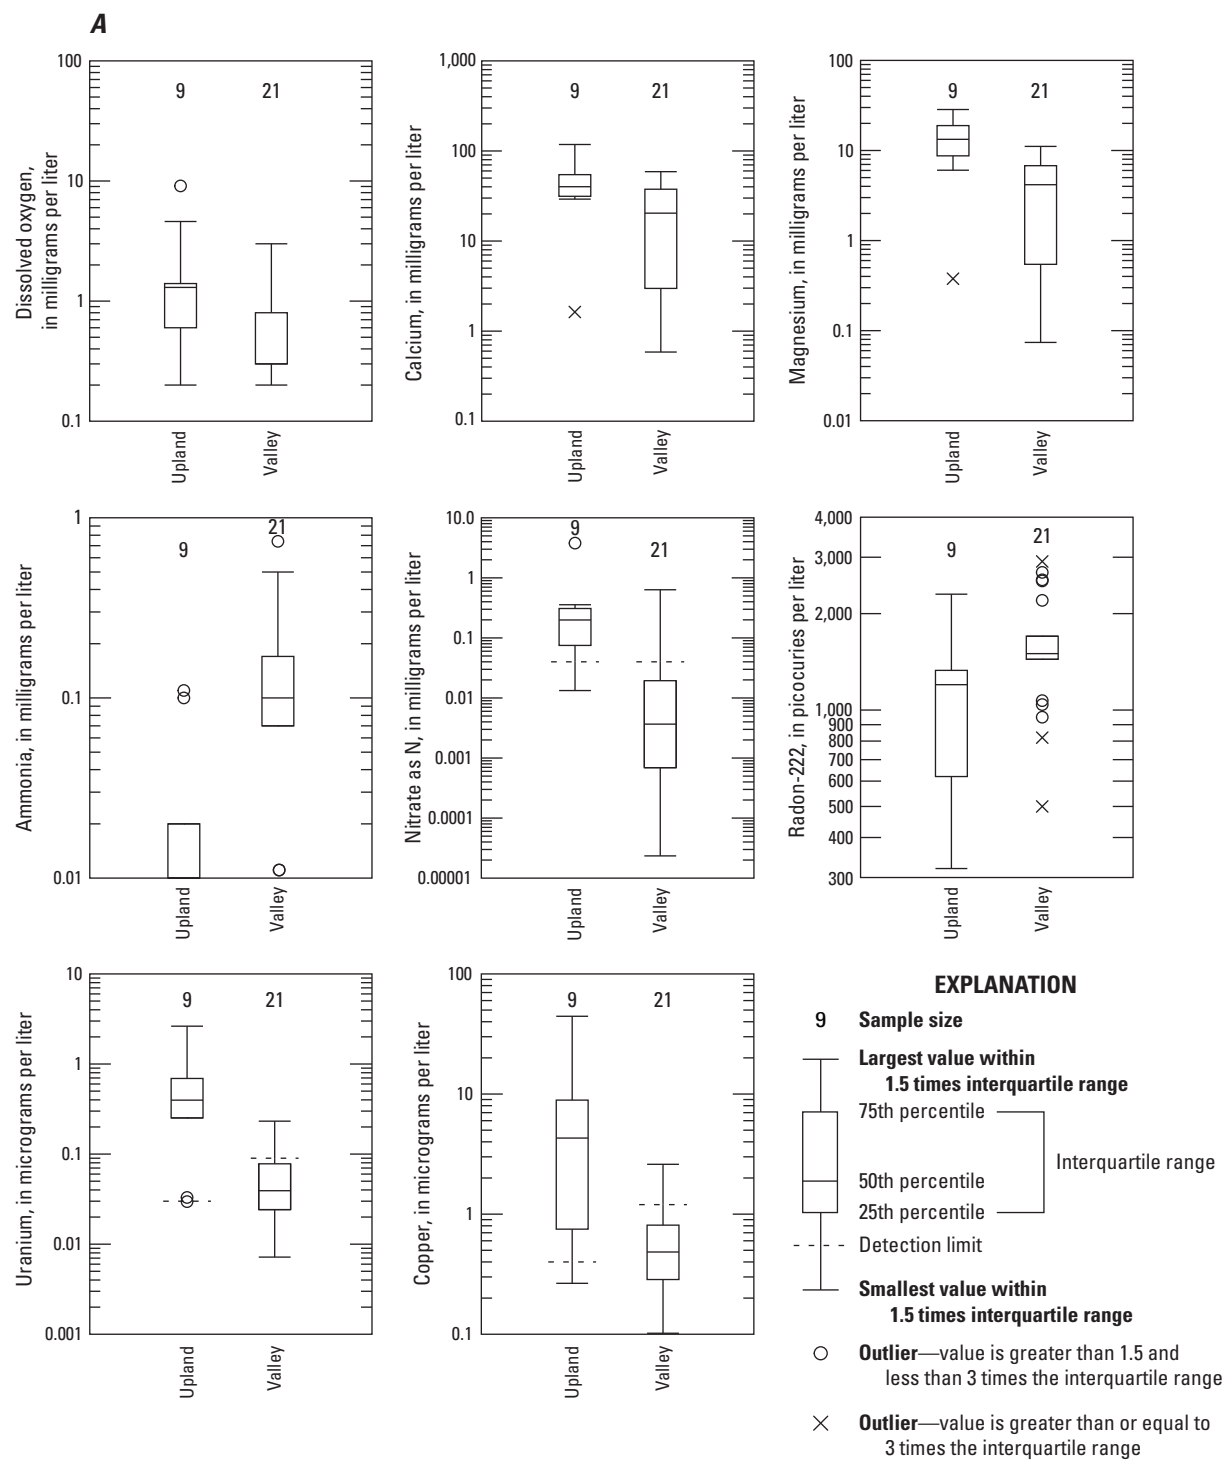 A
Dissolved oxygen,
in milligrams per liter
100
10
1
0.1
9
21
Upland
Valley
Calcium, in milligrams per liter
1,000
100
10
1
0.1
9
21
Upland
Valley
Magnesium, in milligrams per liter
100
10
1
0.1
0.01
9
21
Upland
Valley
Ammonia, in milligrams per liter
1
0.1
0.01
9
21
Upland
Valley
Nitrate as N, in milligrams per liter
10.0
1
0.1
0.01
0.001
0.0001
0.00001
9
21
Upland
Valley
Radon-222, in picocuries per liter
4,000
3,000
2,000
1,000
900
800
700
600
500
400
300
9
21
Upland
Valley
Uranium, in micrograms per liter
10
1
0.1
0.01
0.001
9
21
Upland
Valley
Copper, in micrograms per liter
100
10
1
0.1
9
21
Upland
Valley
EXPLANATION
9 Sample size
Largest value within
1.5 times interquartile range
75th percentile
Interquartile range
50th percentile
25th percentile
Detection limit
Smallest value within
1.5 times interquartile range
Outlier—value is greater than 1.5 and
less than 3 times the interquartile range
Outlier—value is greater than or equal to
3 times the interquartile range